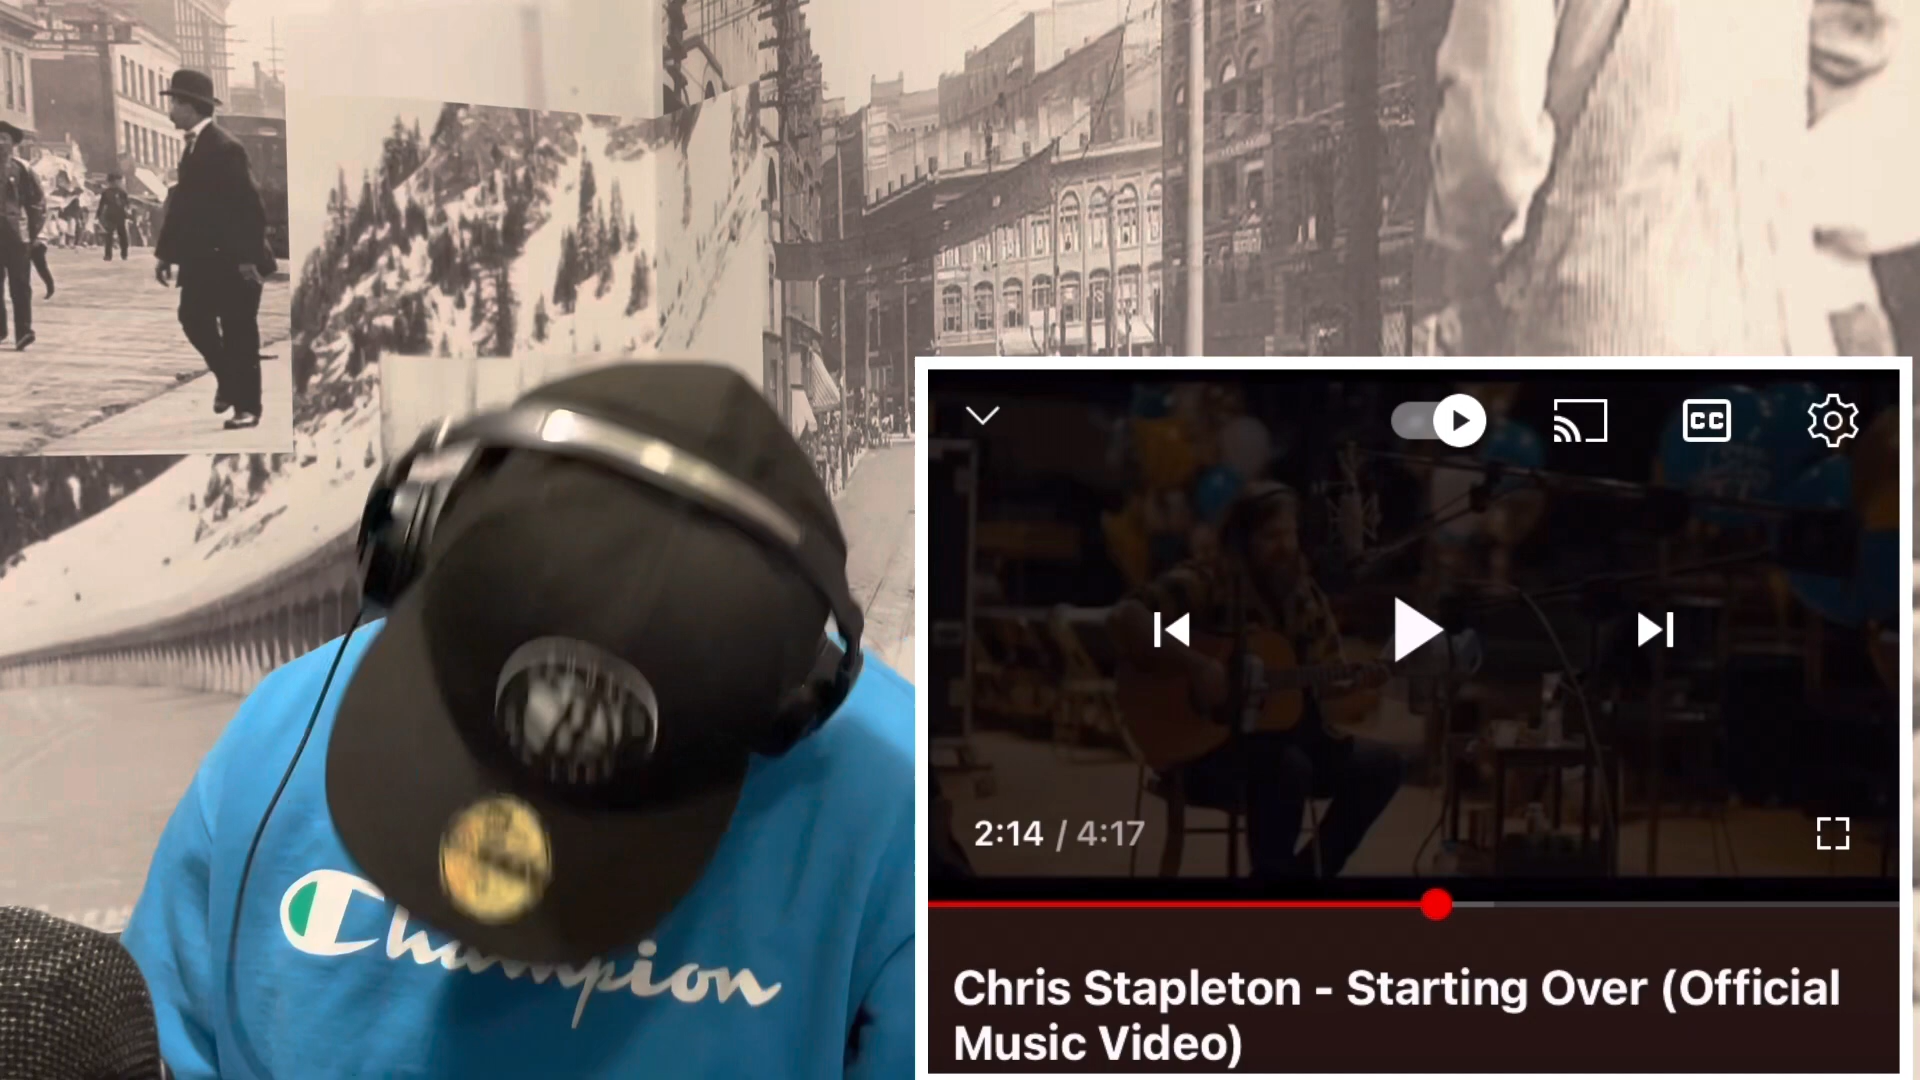 CC
2:14 / 4:17
Champion
Chris Stapleton - Starting Over (Official
Music Video)